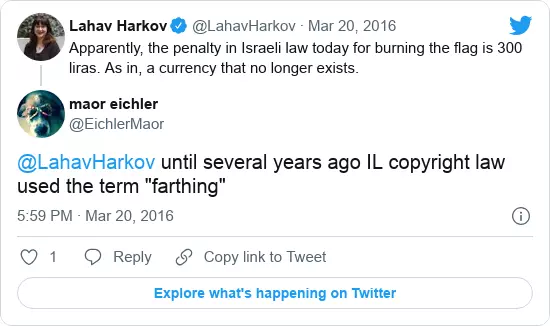 Lahav Harkov @LahavHarkov · Mar 20, 2016
Apparently, the penalty in Israeli law today for burning the flag is 300
liras. As in, a currency that no longer exists.
maor eichler
@EichlerMaor
@LahavHarkov until several years ago IL copyright law
used the term "farthing"
5:59 PM · Mar 20, 2016
1 Reply Copy link to Tweet
Explore what's happening on Twitter